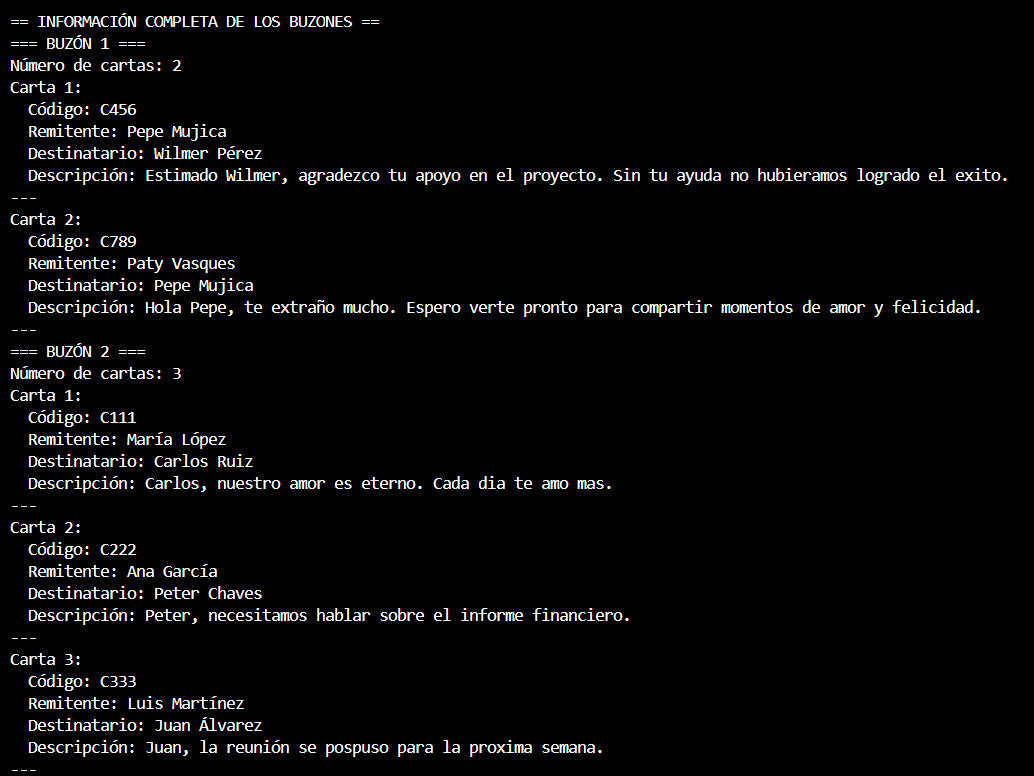 == INFORMACIÓN COMPLETA DE LOS BUZONES ==
=== BUZÓN 1 ===
Número de cartas: 2
Carta 1:
  Código: C456
  Remitente: Pepe Mujica
  Destinatario: Wilmer Pérez
  Descripción: Estimado Wilmer, agradezco tu apoyo en el proyecto. Sin tu ayuda no hubieramos logrado el exito.
---
Carta 2:
  Código: C789
  Remitente: Paty Vasques
  Destinatario: Pepe Mujica
  Descripción: Hola Pepe, te extraño mucho. Espero verte pronto para compartir momentos de amor y felicidad.
---
=== BUZÓN 2 ===
Número de cartas: 3
Carta 1:
  Código: C111
  Remitente: María López
  Destinatario: Carlos Ruiz
  Descripción: Carlos, nuestro amor es eterno. Cada dia te amo mas.
---
Carta 2:
  Código: C222
  Remitente: Ana García
  Destinatario: Peter Chaves
  Descripción: Peter, necesitamos hablar sobre el informe financiero.
---
Carta 3:
  Código: C333
  Remitente: Luis Martínez
  Destinatario: Juan Álvarez
  Descripción: Juan, la reunión se pospuso para la proxima semana.
---